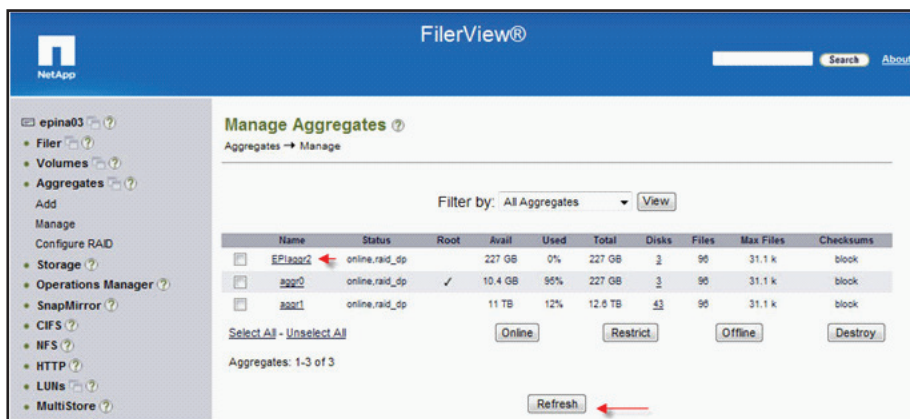 FilerView®
NetApp
Search About
epina03
Filer
Volumes
Aggregates
Add
Manage
Configure RAID
Storage
Operations Manager
SnapMirror
CIFS
NFS
HTTP
LUNs
MultiStore
Manage Aggregates
Aggregates → Manage
Filter by: All Aggregates View
Name Status Root Avail Used Total Disks Files Max Files Checksums
EPIaggr2 online,raid_dp 227 GB 0% 227 GB 3 96 31.1 k block
aggr0 online,raid_dp ✓ 10.4 GB 95% 227 GB 3 96 31.1 k block
aggr1 online,raid_dp 11 TB 12% 12.6 TB 43 96 31.1 k block
Select All - Unselect All Online Restrict Offline Destroy
Aggregates: 1-3 of 3
Refresh